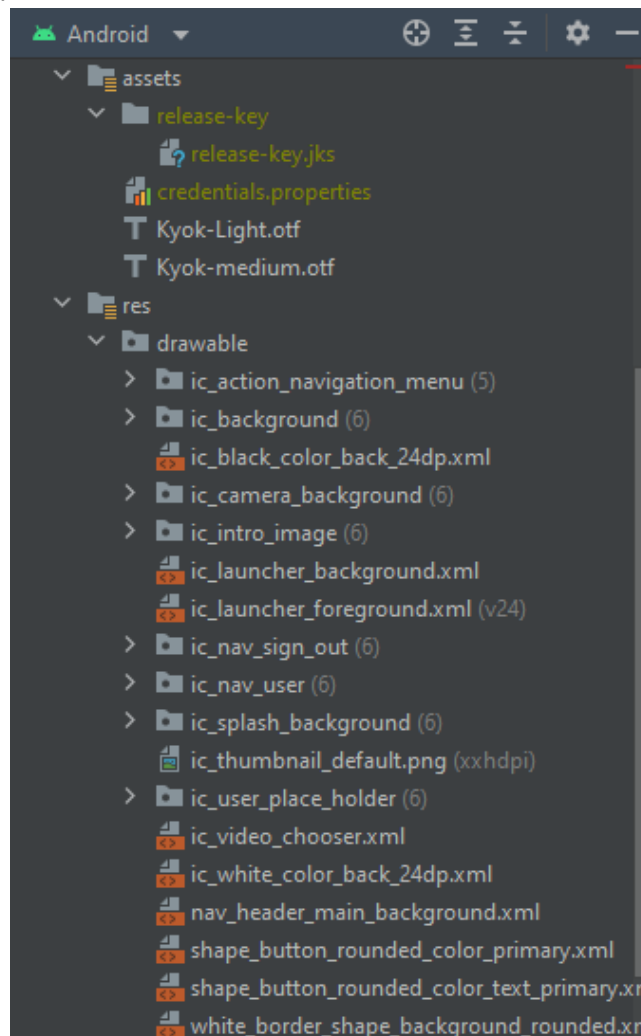 Android
assets
release-key
release-key.jks
credentials.properties
Kyok-Light.otf
Kyok-medium.otf
res
drawable
ic_action_navigation_menu (5)
ic_background (6)
ic_black_color_back_24dp.xml
ic_camera_background (6)
ic_intro_image (6)
ic_launcher_background.xml
ic_launcher_foreground.xml (v24)
ic_nav_sign_out (6)
ic_nav_user (6)
ic_splash_background (6)
ic_thumbnail_default.png (xxhdpi)
ic_user_place_holder (6)
ic_video_chooser.xml
ic_white_color_back_24dp.xml
nav_header_main_background.xml
shape_button_rounded_color_primary.xml
shape_button_rounded_color_text_primary.x
white_border_shape_background_rounded.x